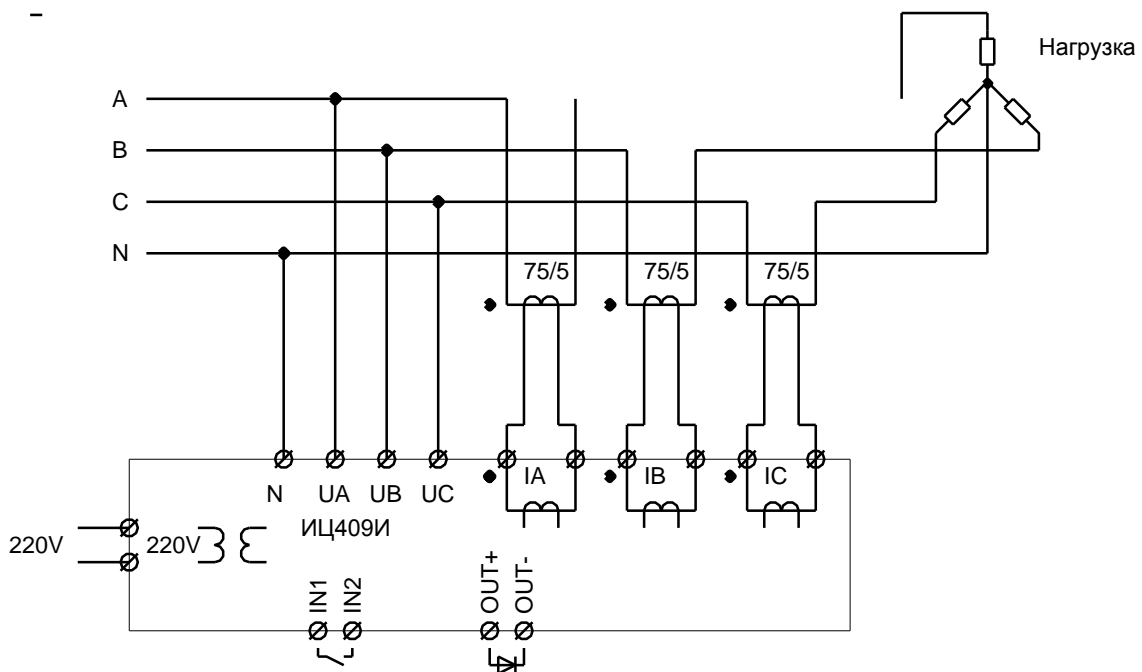 Нагрузка
A
B
C
N
75/5 75/5 75/5
N UA UB UC IA IB IC
ИЦ409И
220V 220V
IN1
IN2
OUT+
OUT-